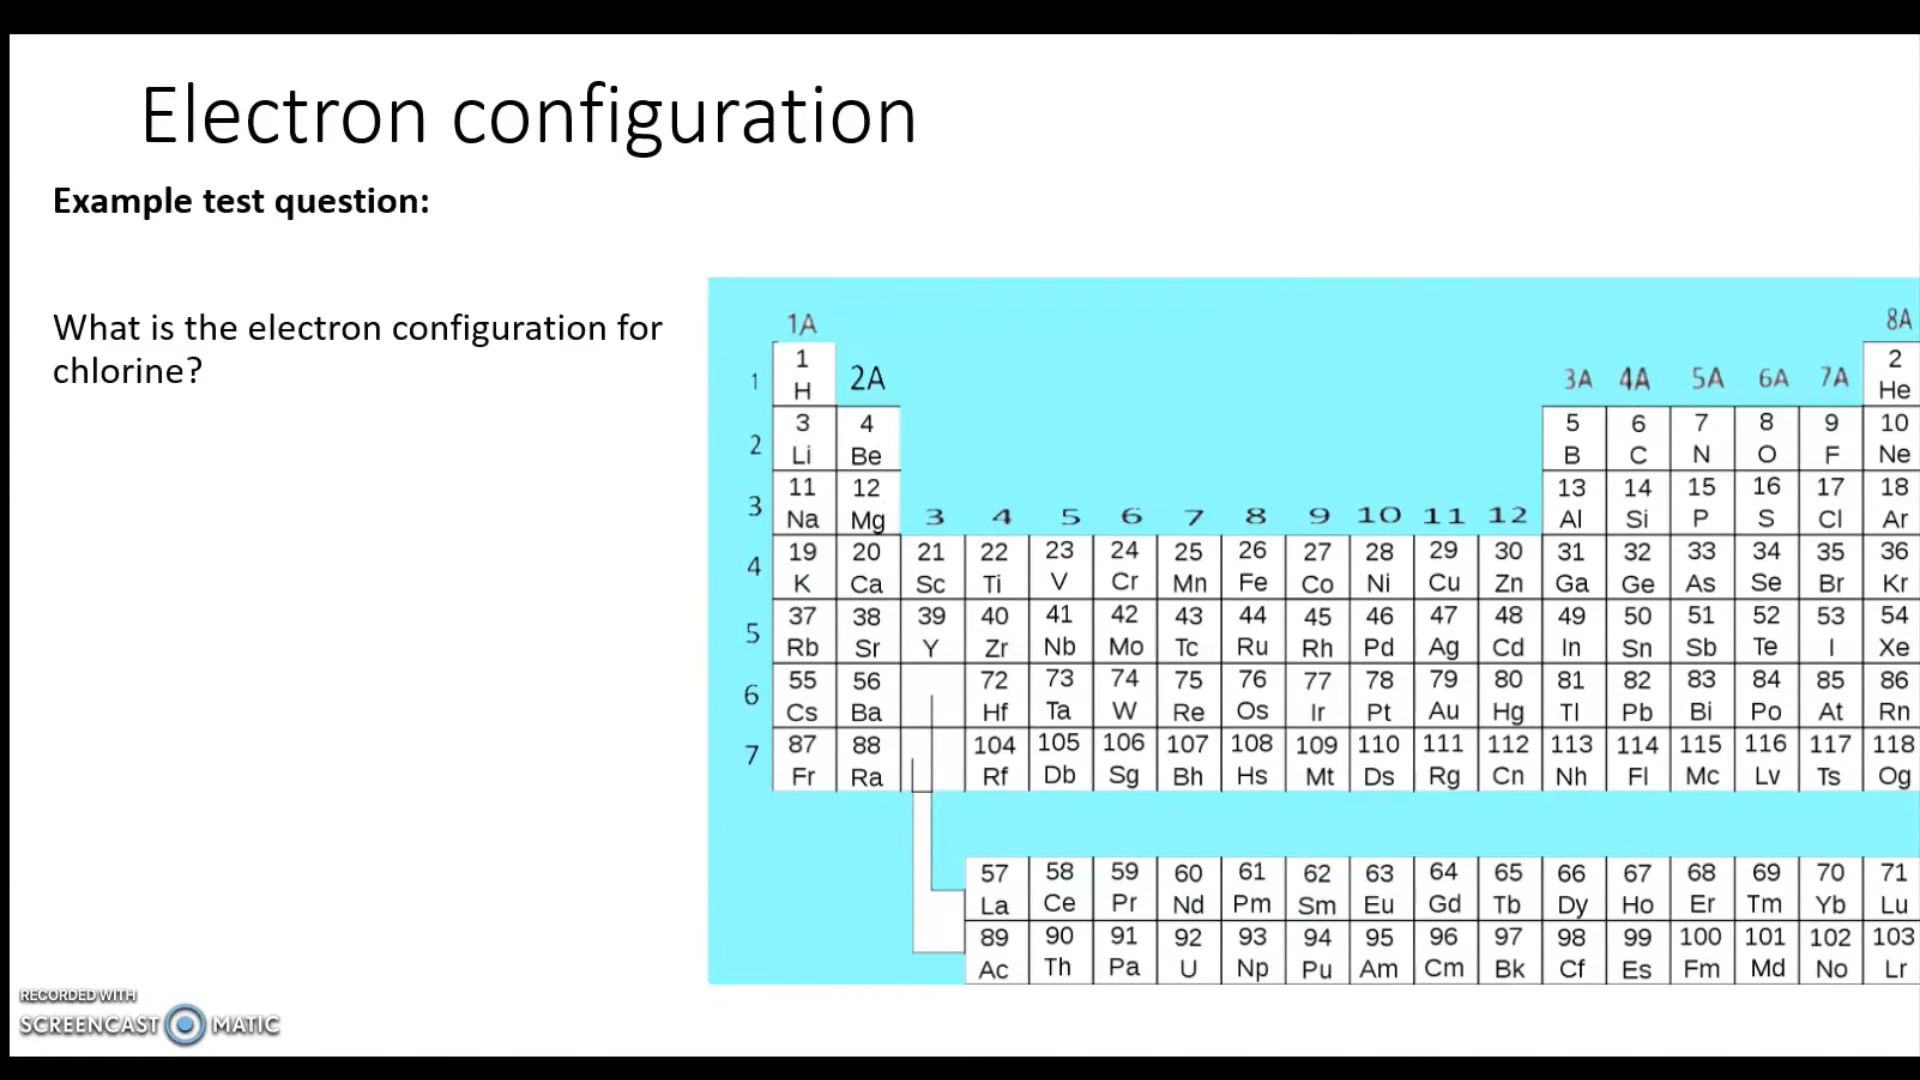 Electron configuration
Example test question:
What is the electron configuration for
chlorine?
1A 8A
1 2A 3A 4A 5A 6A 7A
1 2
H He
3 4 5 6 7 8 9 10
2
Li Be B C N O F Ne
11 12 13 14 15 16 17 18
3 3 4 5 6 7 8 9 10 11 12
Na Mg Al Si P S Cl Ar
19 20 21 22 23 24 25 26 27 28 29 30 31 32 33 34 35 36
4
K Ca Sc Ti V Cr Mn Fe Co Ni Cu Zn Ga Ge As Se Br Kr
37 38 39 40 41 42 43 44 45 46 47 48 49 50 51 52 53 54
5
Rb Sr Y Zr Nb Mo Tc Ru Rh Pd Ag Cd In Sn Sb Te I Xe
55 56 72 73 74 75 76 77 78 79 80 81 82 83 84 85 86
6
Cs Ba Hf Ta W Re Os Ir Pt Au Hg Tl Pb Bi Po At Rn
87 88 104 105 106 107 108 109 110 111 112 113 114 115 116 117 118
7
Fr Ra Rf Db Sg Bh Hs Mt Ds Rg Cn Nh Fl Mc Lv Ts Og
57 58 59 60 61 62 63 64 65 66 67 68 69 70 71
La Ce Pr Nd Pm Sm Eu Gd Tb Dy Ho Er Tm Yb Lu
89 90 91 92 93 94 95 96 97 98 99 100 101 102 103
Ac Th Pa U Np Pu Am Cm Bk Cf Es Fm Md No Lr
RECORDED WITH
SCREENCAST MATIC